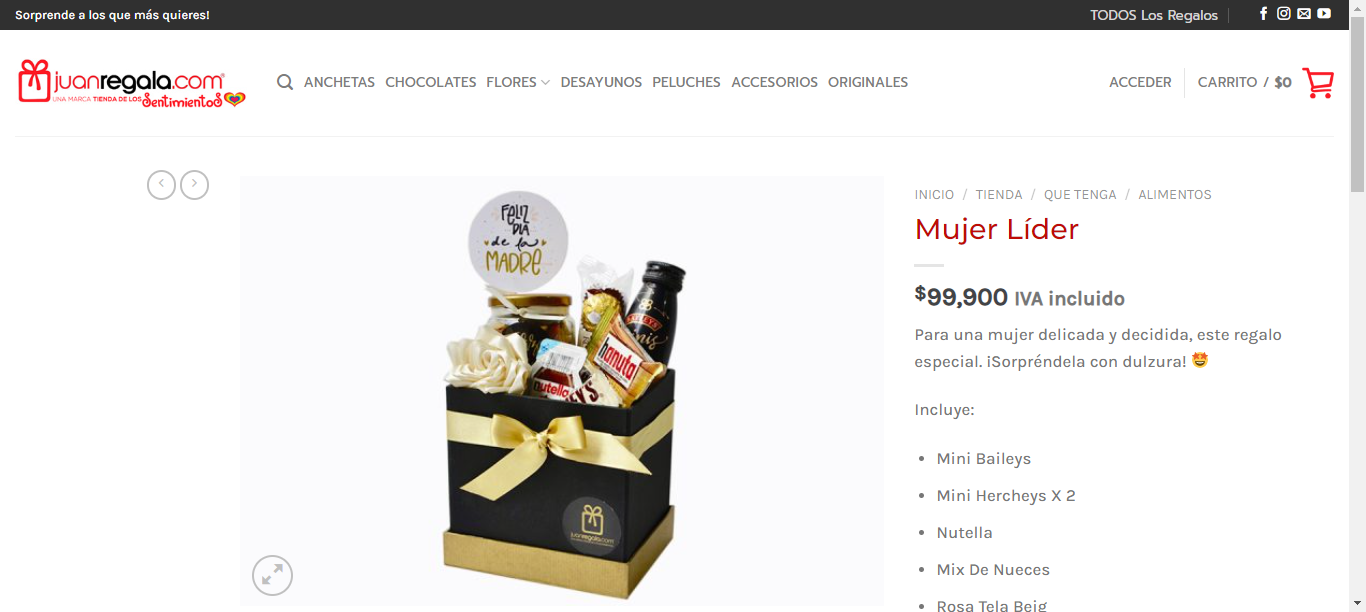 Sorprende a los que más quieres!
TODOS Los Regalos
juanregala.com
UNA MARCA TIENDA DE LOS Sentimientos
ANCHETAS CHOCOLATES FLORES DESAYUNOS PELUCHES ACCESORIOS ORIGINALES
ACCEDER
CARRITO / $0
FELIZ
DÍA
de la
MADRE
BAILEYS
hanuta
nutella
juanregala.com
INICIO / TIENDA / QUE TENGA / ALIMENTOS
Mujer Líder
$99,900 IVA incluido
Para una mujer delicada y decidida, este regalo
especial. ¡Sorpréndela con dulzura! 🤩
Incluye:
• Mini Baileys
• Mini Hercheys X 2
• Nutella
• Mix De Nueces
• Rosa Tela Beig